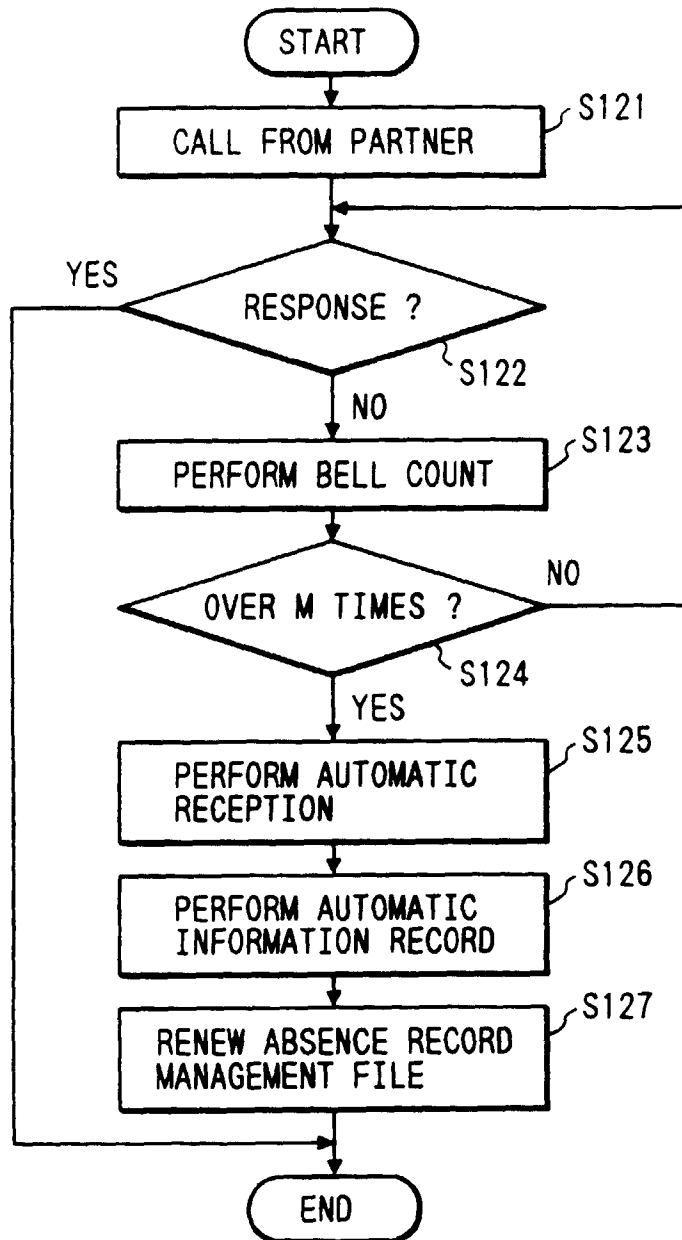 START
CALL FROM PARTNER
S121
YES
RESPONSE ?
S122
NO
PERFORM BELL COUNT
S123
OVER M TIMES ?
NO
S124
YES
PERFORM AUTOMATIC
RECEPTION
S125
PERFORM AUTOMATIC
INFORMATION RECORD
S126
RENEW ABSENCE RECORD
MANAGEMENT FILE
S127
END